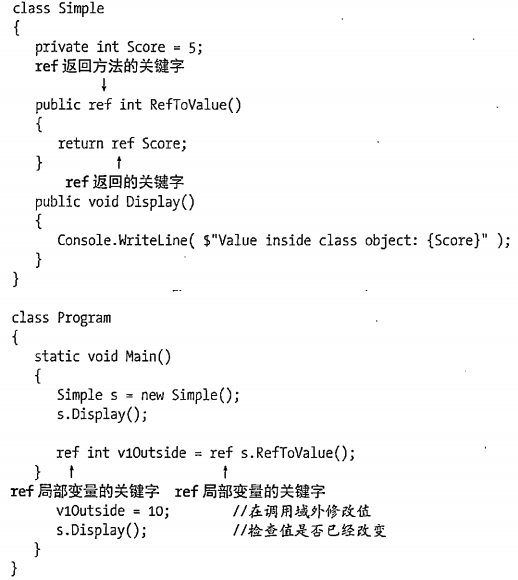 class Simple
{
private int Score = 5;
ref 返回方法的关键字
↓
public ref int RefToValue()
{
return ref Score;
} ↑
ref 返回的关键字
public void Display()
{
Console.WriteLine( $"Value inside class object: {Score}" );
}
}
class Program
{
static void Main()
{
Simple s = new Simple();
s.Display();
ref int v1Outside = ref s.RefToValue();
} ↑ ↑
ref 局部变量的关键字 ref 局部变量的关键字
v1Outside = 10; //在调用域外修改值
s.Display(); //检查值是否已经改变
}
}